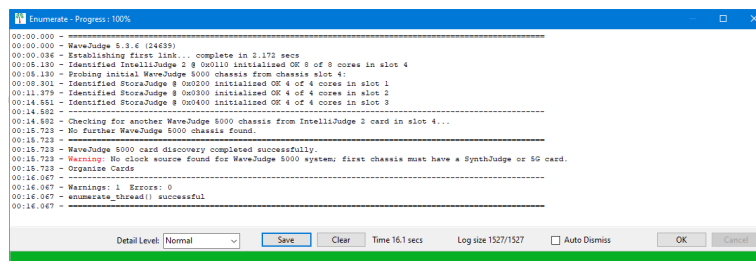 Enumerate - Progress : 100%
00:00.000 - ================================================================================
00:00.000 - WaveJudge 5.3.6 (24639)
00:00.036 - Establishing first link... complete in 2.172 secs
00:05.130 - Identified IntelliJudge 2 @ 0x0110 initialized OK 8 of 8 cores in slot 4
00:05.130 - Probing initial WaveJudge 5000 chassis from chassis slot 4:
00:08.301 - Identified StoraJudge @ 0x0200 initialized OK 4 of 4 cores in slot 1
00:11.379 - Identified StoraJudge @ 0x0300 initialized OK 4 of 4 cores in slot 2
00:14.551 - Identified StoraJudge @ 0x0400 initialized OK 4 of 4 cores in slot 3
00:14.582 - --------------------------------------------------------------------------------
00:14.582 - Checking for another WaveJudge 5000 chassis from IntelliJudge 2 card in slot 4...
00:15.723 - No further WaveJudge 5000 chassis found.
00:15.723 - ================================================================================
00:15.723 - WaveJudge 5000 card discovery completed successfully.
00:15.723 - Warning: No clock source found for WaveJudge 5000 system; first chassis must have a SynthJudge or 5G card.
00:15.723 - Organize Cards
00:16.067 - --------------------------------------------------------------------------------
00:16.067 - Warnings: 1 Errors: 0
00:16.067 - enumerate_thread() successful
00:16.067 - ================================================================================
Detail Level: Normal Save Clear Time 16.1 secs Log size 1527/1527 Auto Dismiss OK Cancel